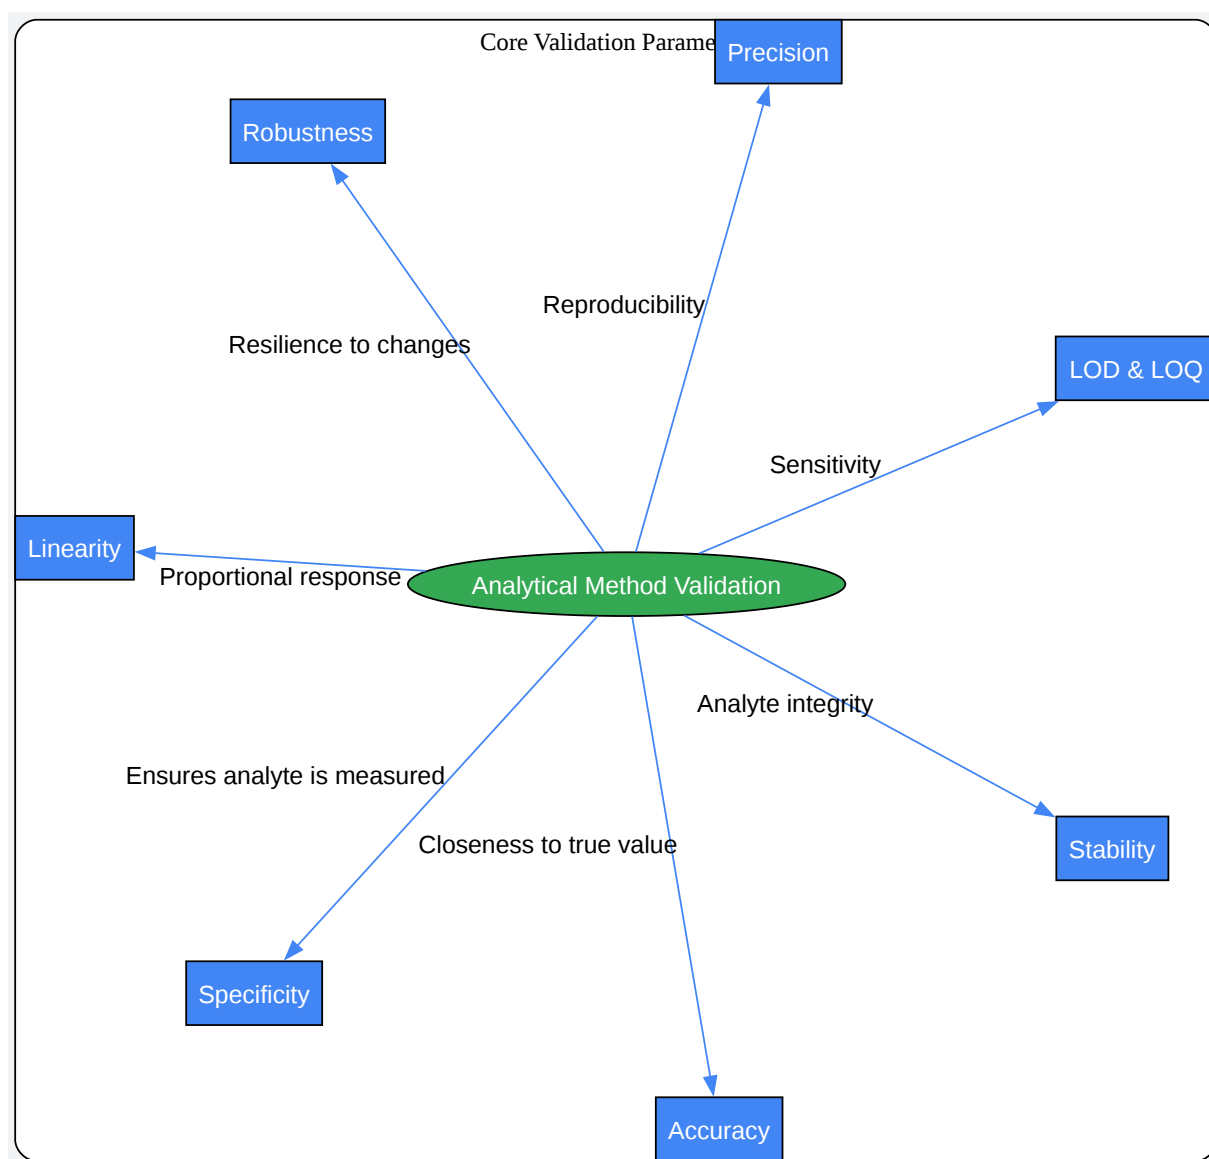 Core Validation Parame
Precision
Robustness
Reproducibility
Resilience to changes
LOD & LOQ
Sensitivity
Linearity
Proportional response
Analytical Method Validation
Analyte integrity
Ensures analyte is measured
Closeness to true value
Stability
Specificity
Accuracy